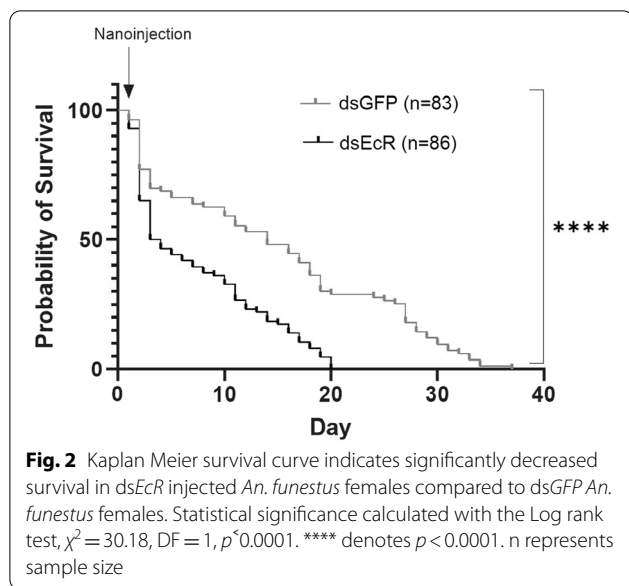 Nanoinjection
dsGFP (n=83)
dsEcR (n=86)
100
50
0
Probability of Survival
****
0 10 20 30 40
Day
Fig. 2 Kaplan Meier survival curve indicates significantly decreased
survival in dsEcR injected An. funestus females compared to dsGFP An.
funestus females. Statistical significance calculated with the Log rank
test, χ² = 30.18, DF = 1, p˂0.0001. **** denotes p < 0.0001. n represents
sample size